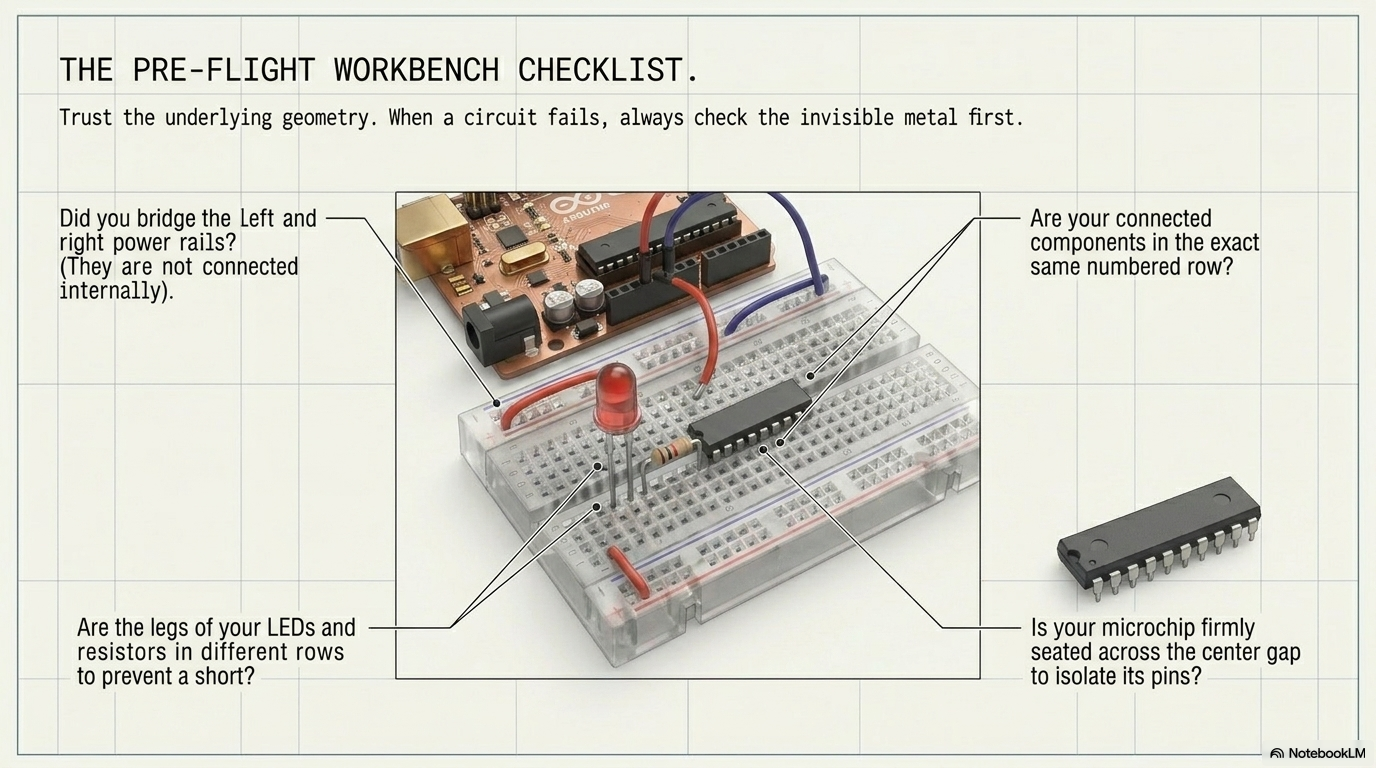 THE PRE-FLIGHT WORKBENCH CHECKLIST.
Trust the underlying geometry. When a circuit fails, always check the invisible metal first.
Did you bridge the Left and
right power rails?
(They are not connected
internally).
Are your connected
components in the exact
same numbered row?
ARDUINO
Are the legs of your LEDs and
resistors in different rows
to prevent a short?
Is your microchip firmly
seated across the center gap
to isolate its pins?
NotebookLM